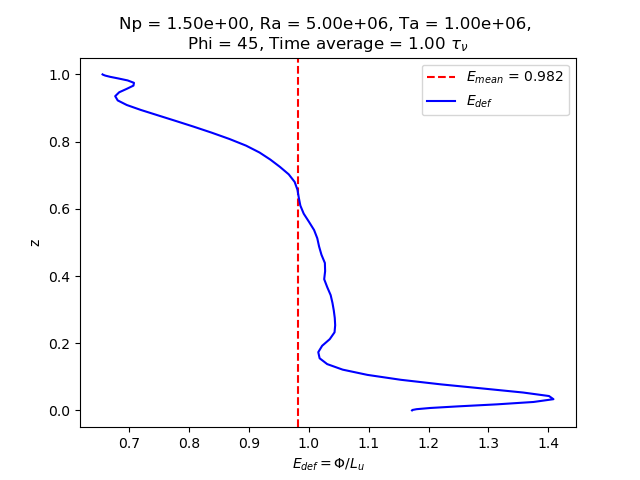 Np = 1.50e+00, Ra = 5.00e+06, Ta = 1.00e+06,
Phi = 45, Time average = 1.00 τ_ν
E_mean = 0.982
E_def
z
1.0
0.8
0.6
0.4
0.2
0.0
0.7 0.8 0.9 1.0 1.1 1.2 1.3 1.4
E_def = Φ/L_u